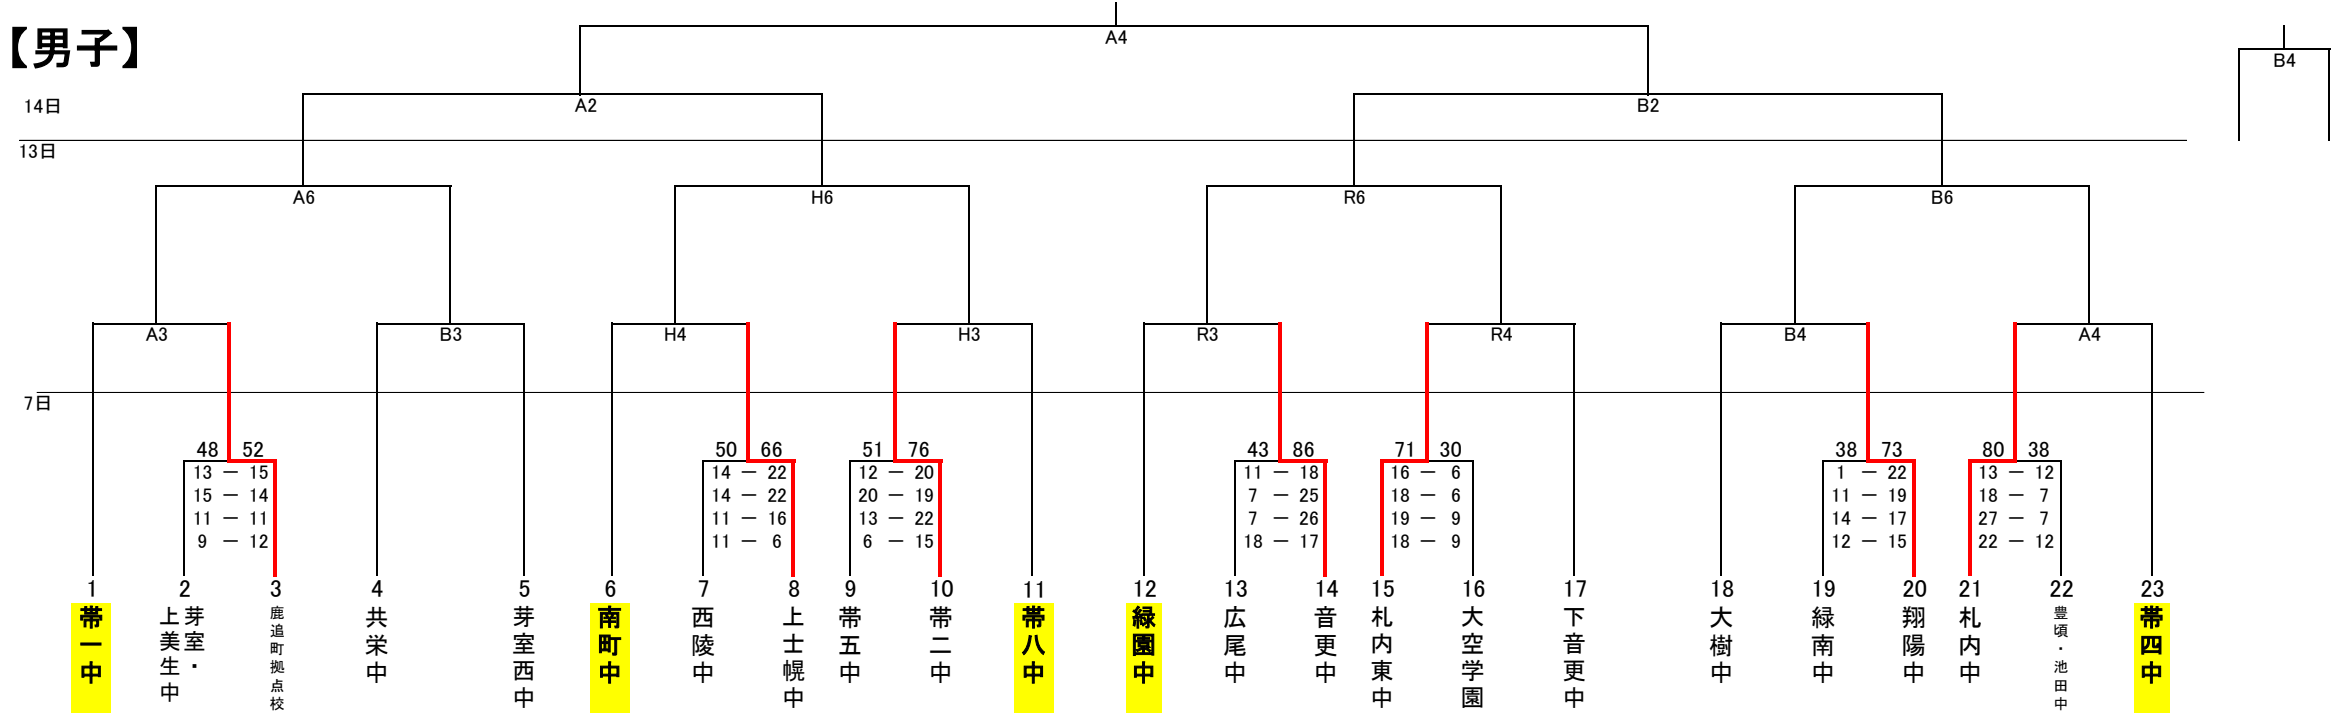 【男子】
A4
B4
14日
A2
B2
13日
A6
H6
R6
B6
A3
B3
H4
H3
R3
R4
B4
A4
7日
48 52
13 － 15
15 － 14
11 － 11
9 － 12
50 66
14 － 22
14 － 22
11 － 16
11 － 6
51 76
12 － 20
20 － 19
13 － 22
6 － 15
43 86
11 － 18
7 － 25
7 － 26
18 － 17
71 30
16 － 6
18 － 6
19 － 9
18 － 9
38 73
1 － 22
11 － 19
14 － 17
12 － 15
80 38
13 － 12
18 － 7
27 － 7
22 － 12
1
帯一中
2
芽室・
上美生中
3
鹿追町拠点校
4
共栄中
5
芽室西中
6
南町中
7
西陵中
8
上士幌中
9
帯五中
10
帯二中
11
帯八中
12
緑園中
13
広尾中
14
音更中
15
札内東中
16
大空学園
17
下音更中
18
大樹中
19
緑南中
20
翔陽中
21
札内中
22
豊頃・池田中
23
帯四中